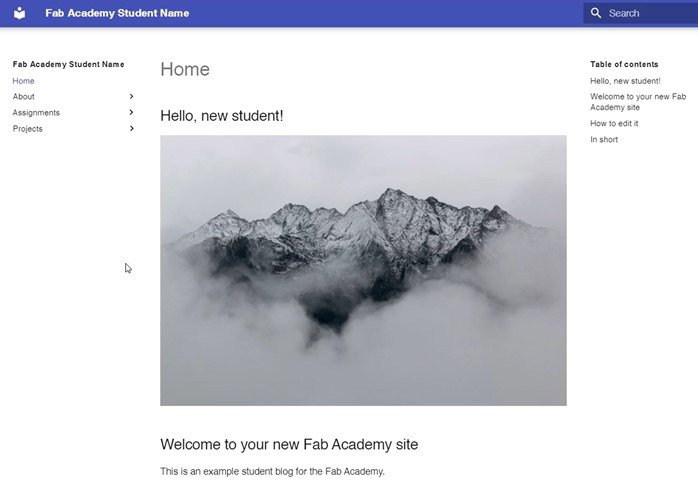 Fab Academy Student Name
Search
Fab Academy Student Name
Home
About
Assignments
Projects
Home
Hello, new student!
Welcome to your new Fab Academy site
This is an example student blog for the Fab Academy.
Table of contents
Hello, new student!
Welcome to your new Fab
Academy site
How to edit it
In short